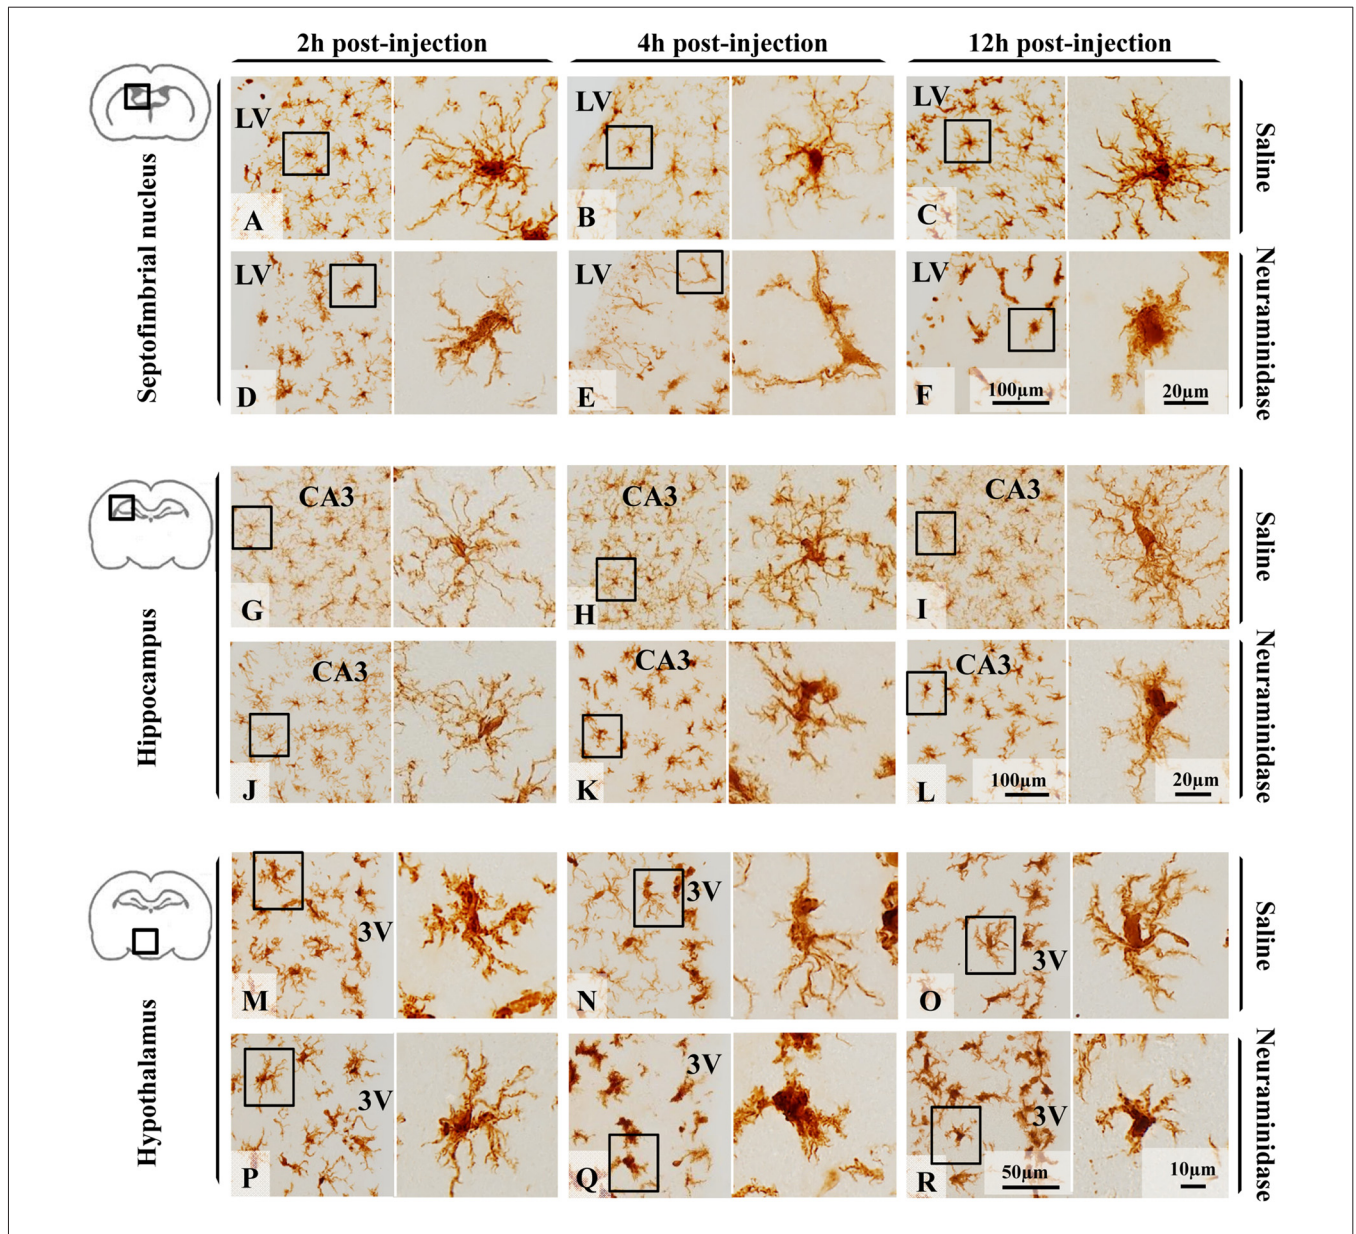 2h post-injection
4h post-injection
12h post-injection
Septofimbrial nucleus
LV
A
LV
B
LV
C
Saline
LV
D
LV
E
LV
F
100µm
20µm
Neuraminidase
Hippocampus
CA3
G
CA3
H
CA3
I
Saline
CA3
J
CA3
K
CA3
L
100µm
20µm
Neuraminidase
Hypothalamus
3V
M
3V
N
3V
O
Saline
3V
P
3V
Q
3V
R
50µm
10µm
Neuraminidase